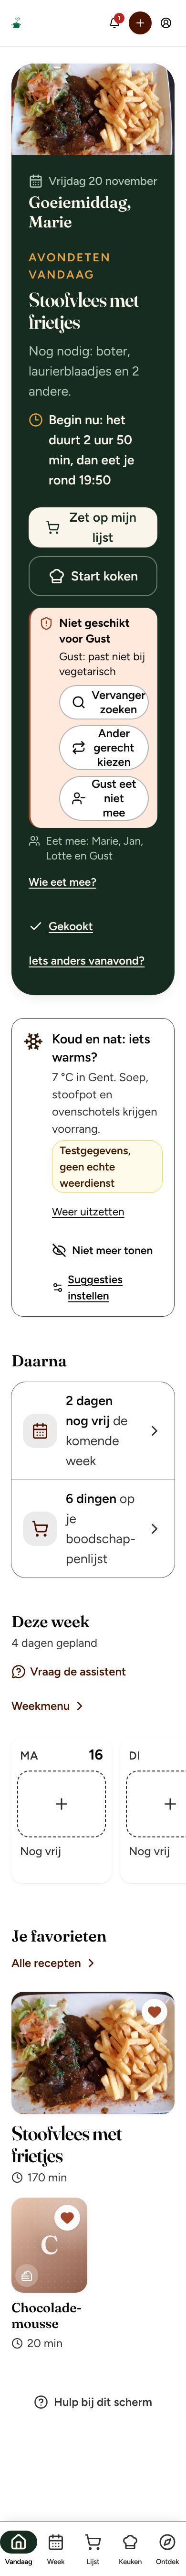 1
Vrijdag 20 november
Goeiemiddag,
Marie
AVONDETEN
VANDAAG
Stoofvlees met
frietjes
Nog nodig: boter,
laurierblaadjes en 2
andere.
Begin nu: het
duurt 2 uur 50
min, dan eet je
rond 19:50
Zet op mijn
lijst
Start koken
Niet geschikt
voor Gust
Gust: past niet bij
vegetarisch
Vervanger
zoeken
Ander
gerecht
kiezen
Gust eet
niet
mee
Eet mee: Marie, Jan,
Lotte en Gust
Wie eet mee?
Gekookt
Iets anders vanavond?
Koud en nat: iets
warms?
7 °C in Gent. Soep,
stoofpot en
ovenschotels krijgen
voorrang.
Testgegevens,
geen echte
weerdienst
Weer uitzetten
Niet meer tonen
Suggesties
instellen
Daarna
2 dagen
nog vrij de
komende
week
6 dingen op
je
boodschap-
penlijst
Deze week
4 dagen gepland
Vraag de assistent
Weekmenu
MA 16
DI
Nog vrij
Nog vrij
Je favorieten
Alle recepten
Stoofvlees met
frietjes
170 min
C
Chocolade-
mousse
20 min
Hulp bij dit scherm
Vandaag
Week
Lijst
Keuken
Ontdek